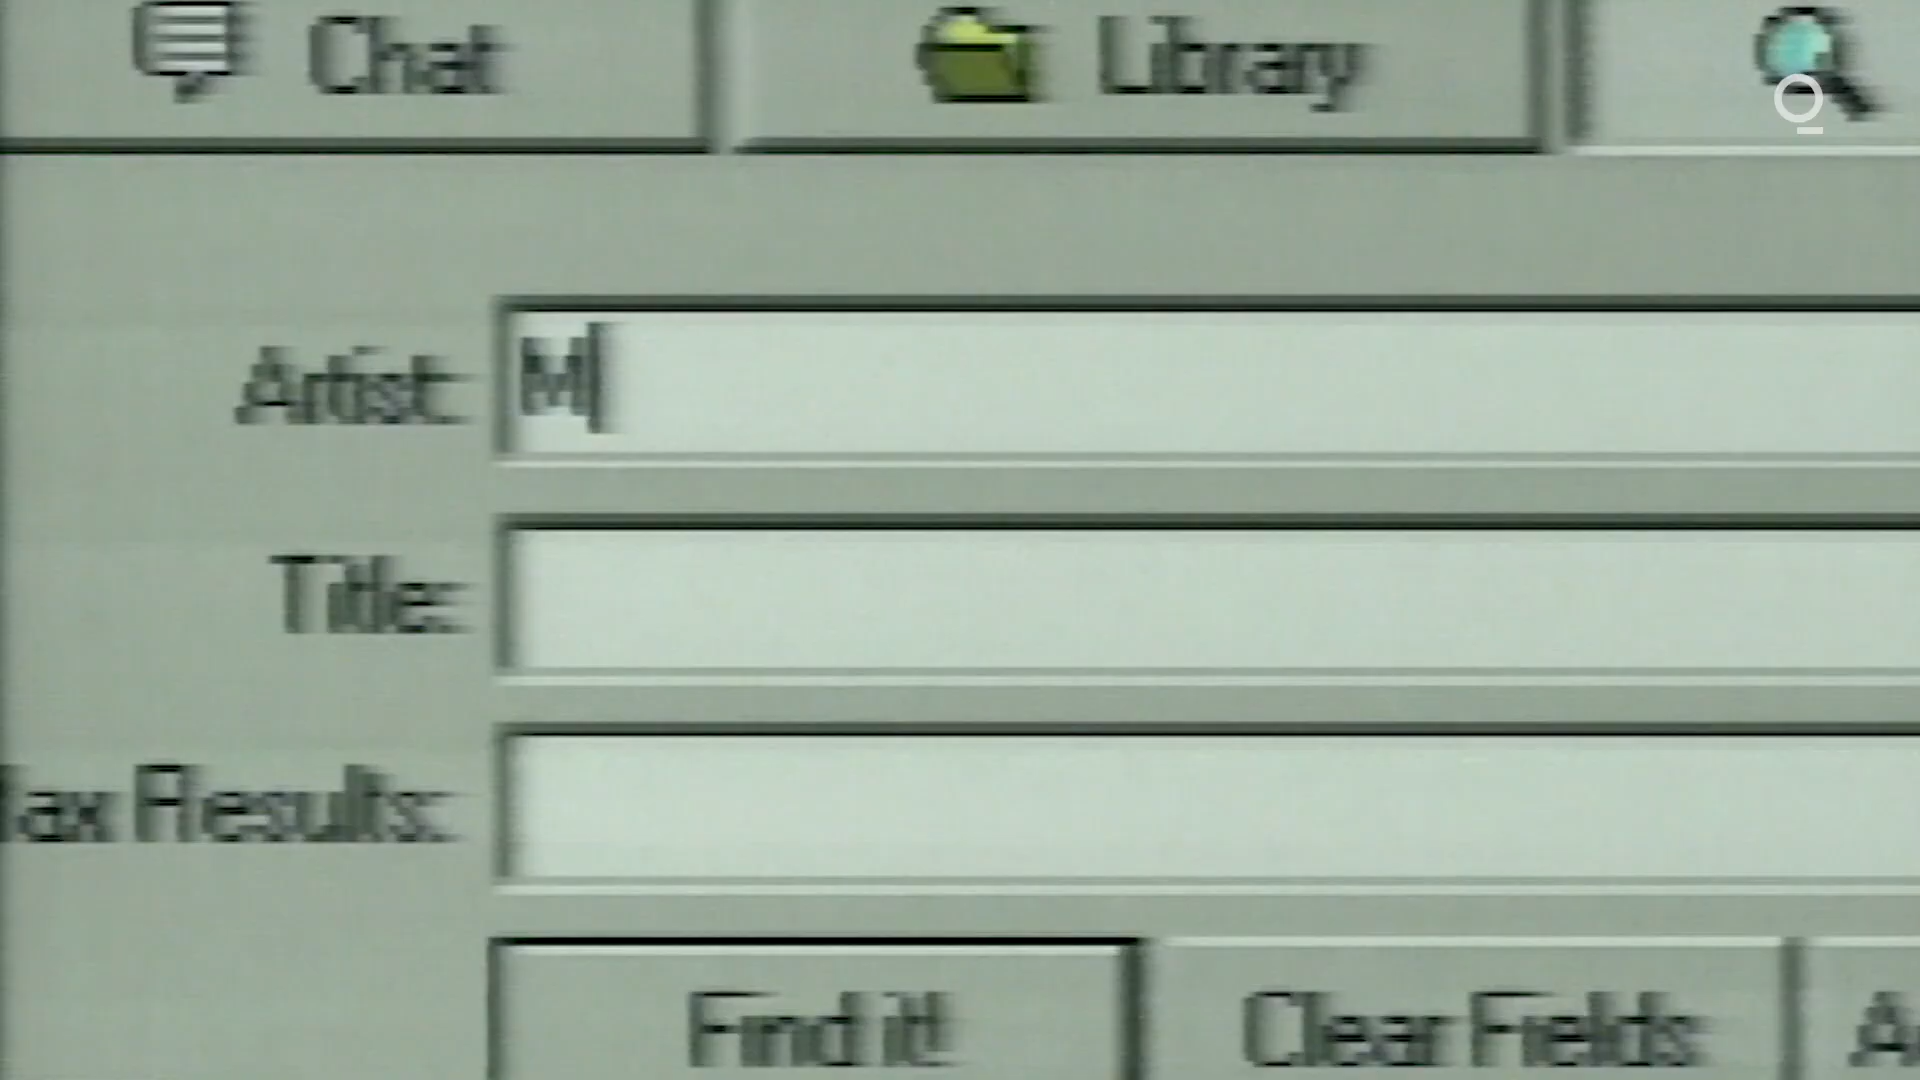 Chat Library
Artist: M
Title:
ax Results:
Find it! Clear Fields A